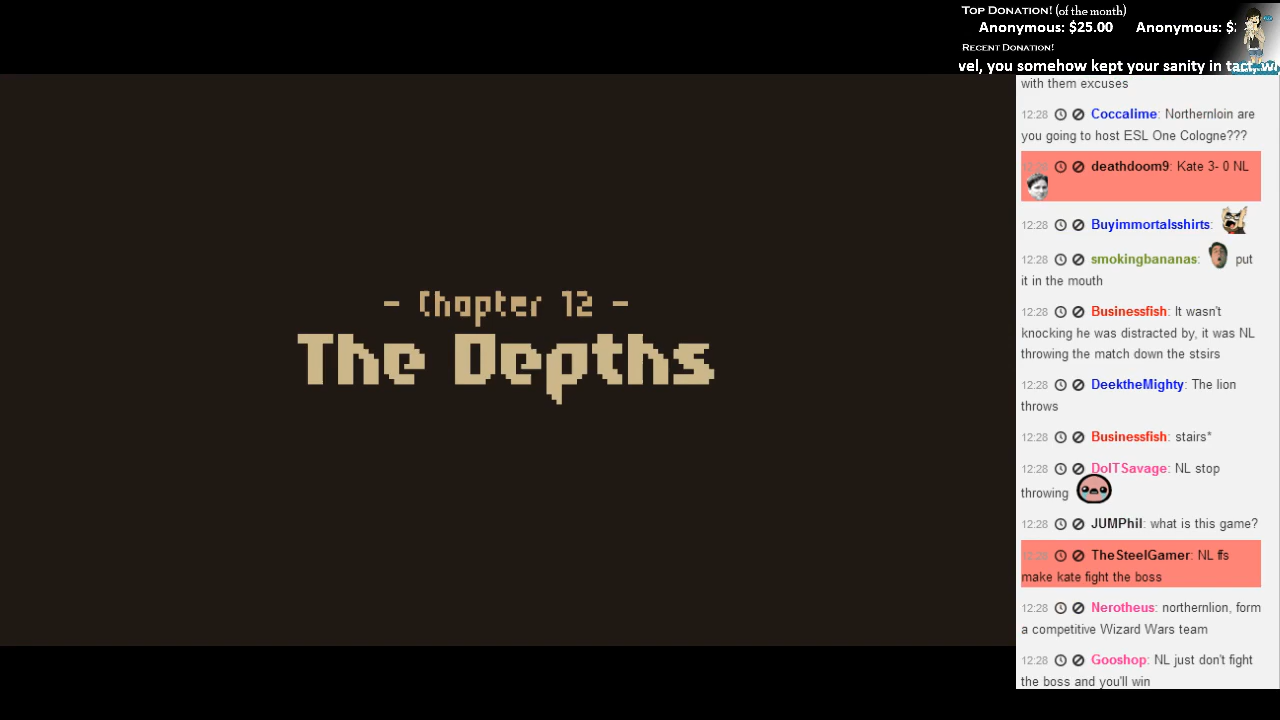 Top Donation! (of the month)
Anonymous: $25.00 Anonymous: $
Recent Donation!
vel, you somehow kept your sanity in tact, wh
with them excuses
12:28 Coccalime: Northernloin are
you going to host ESL One Cologne???
12:28 deathdoom9: Kate 3- 0 NL
12:28 Buyimmortalsshirts:
12:28 smokingbananas: put
it in the mouth
12:28 Businessfish: It wasn't
knocking he was distracted by, it was NL
throwing the match down the stsirs
12:28 DeektheMighty: The lion
throws
12:28 Businessfish: stairs*
12:28 DoITSavage: NL stop
throwing
12:28 JUMPhil: what is this game?
12:28 TheSteelGamer: NL ffs
make kate fight the boss
12:28 Nerotheus: northernlion, form
a competitive Wizard Wars team
12:28 Gooshop: NL just don't fight
the boss and you'll win
- Chapter 12 -
The Depths